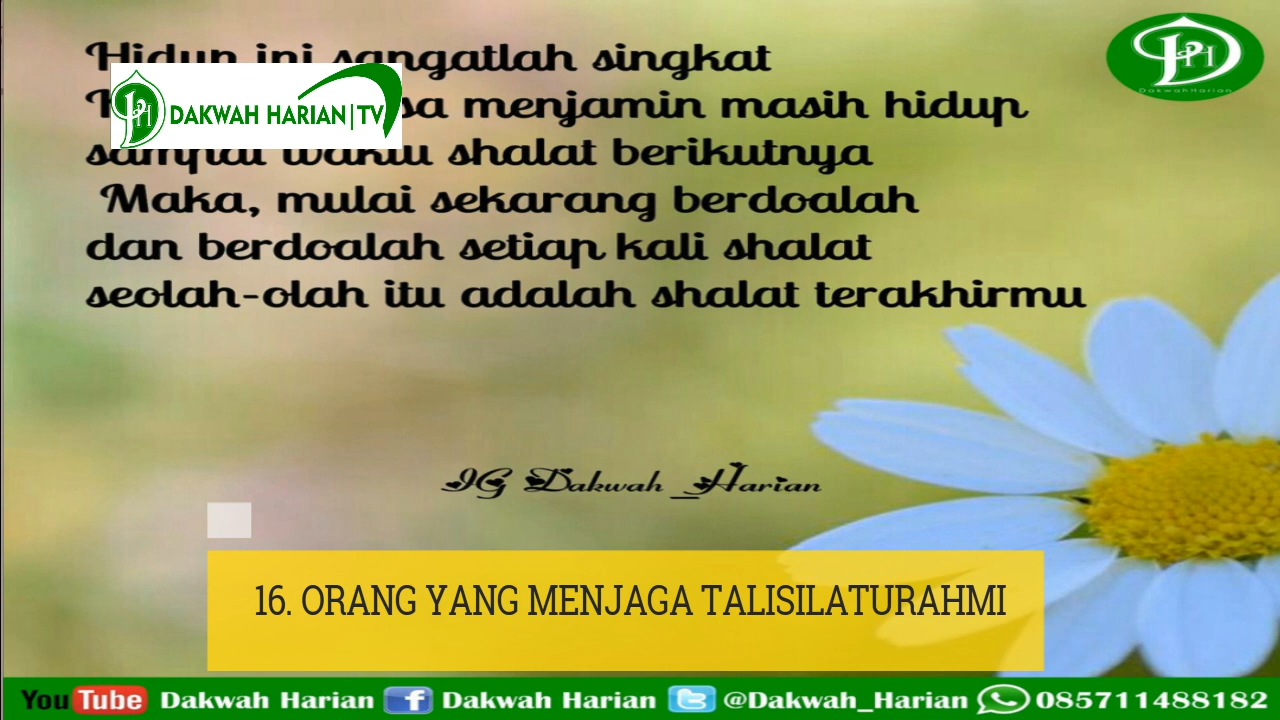 Hidup ini sangatlah singkat
menjamin masih hidup
sampai waktu shalat berikutnya
Maka, mulai sekarang berdoalah
dan berdoalah setiap kali shalat
seolah-olah itu adalah shalat terakhirmu
DAKWAH HARIAN|TV
DakwahHarian
IG Dakwah_Harian
16. ORANG YANG MENJAGA TALISILATURAHMI
YouTube Dakwah Harian f Dakwah Harian @Dakwah_Harian 085711488182